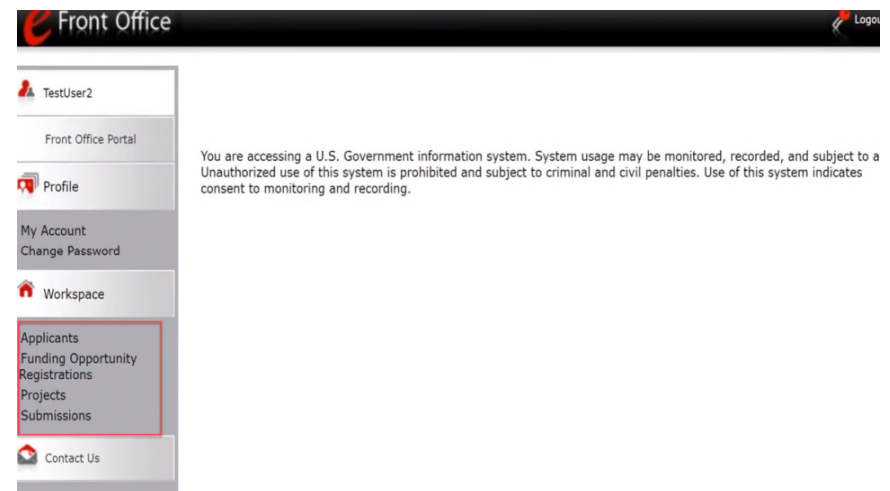 e Front Office
Logou
TestUser2
Front Office Portal
Profile
My Account
Change Password
Workspace
Applicants
Funding Opportunity
Registrations
Projects
Submissions
Contact Us
You are accessing a U.S. Government information system. System usage may be monitored, recorded, and subject to a
Unauthorized use of this system is prohibited and subject to criminal and civil penalties. Use of this system indicates
consent to monitoring and recording.